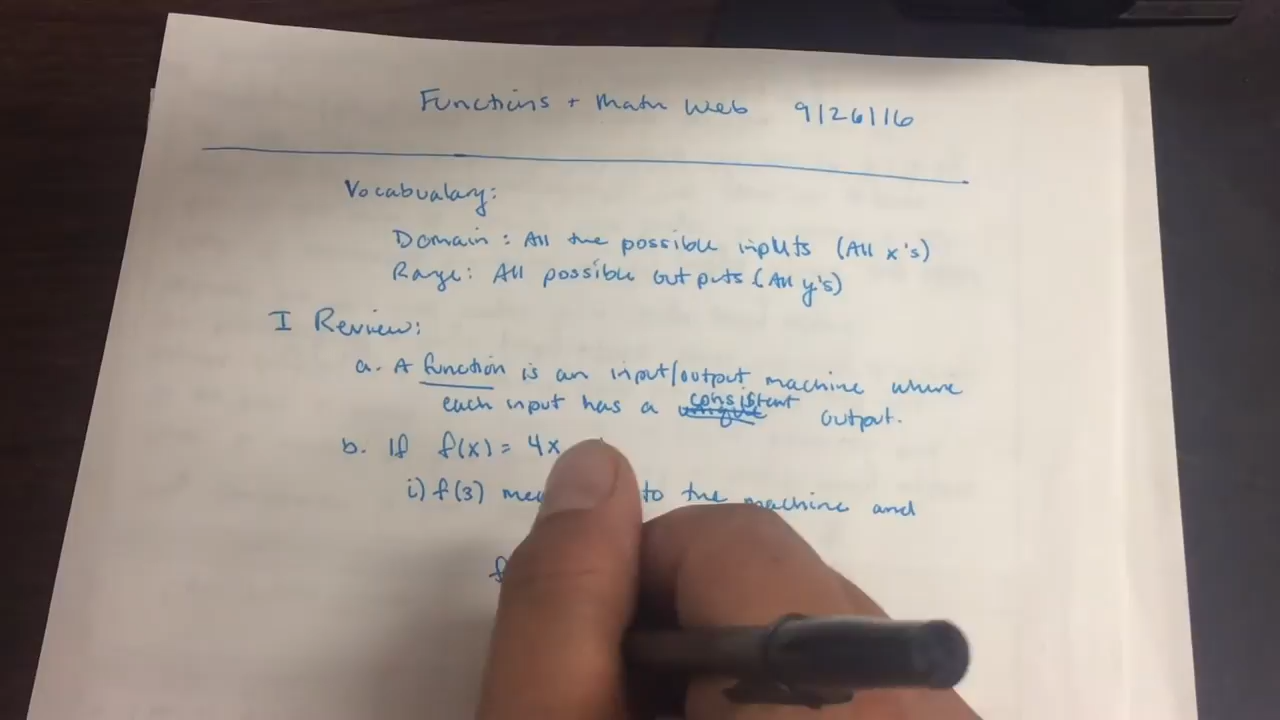 Functions + Math Web 9/26/16
Vocabualary:
Domain: All the possible inputs (All x's)
Range: All possible outputs (All y's)
I Review:
a. A function is an input/output machine where
each input has a consistent output.
b. If f(x) = 4x
i) f(3) to the machine and
f